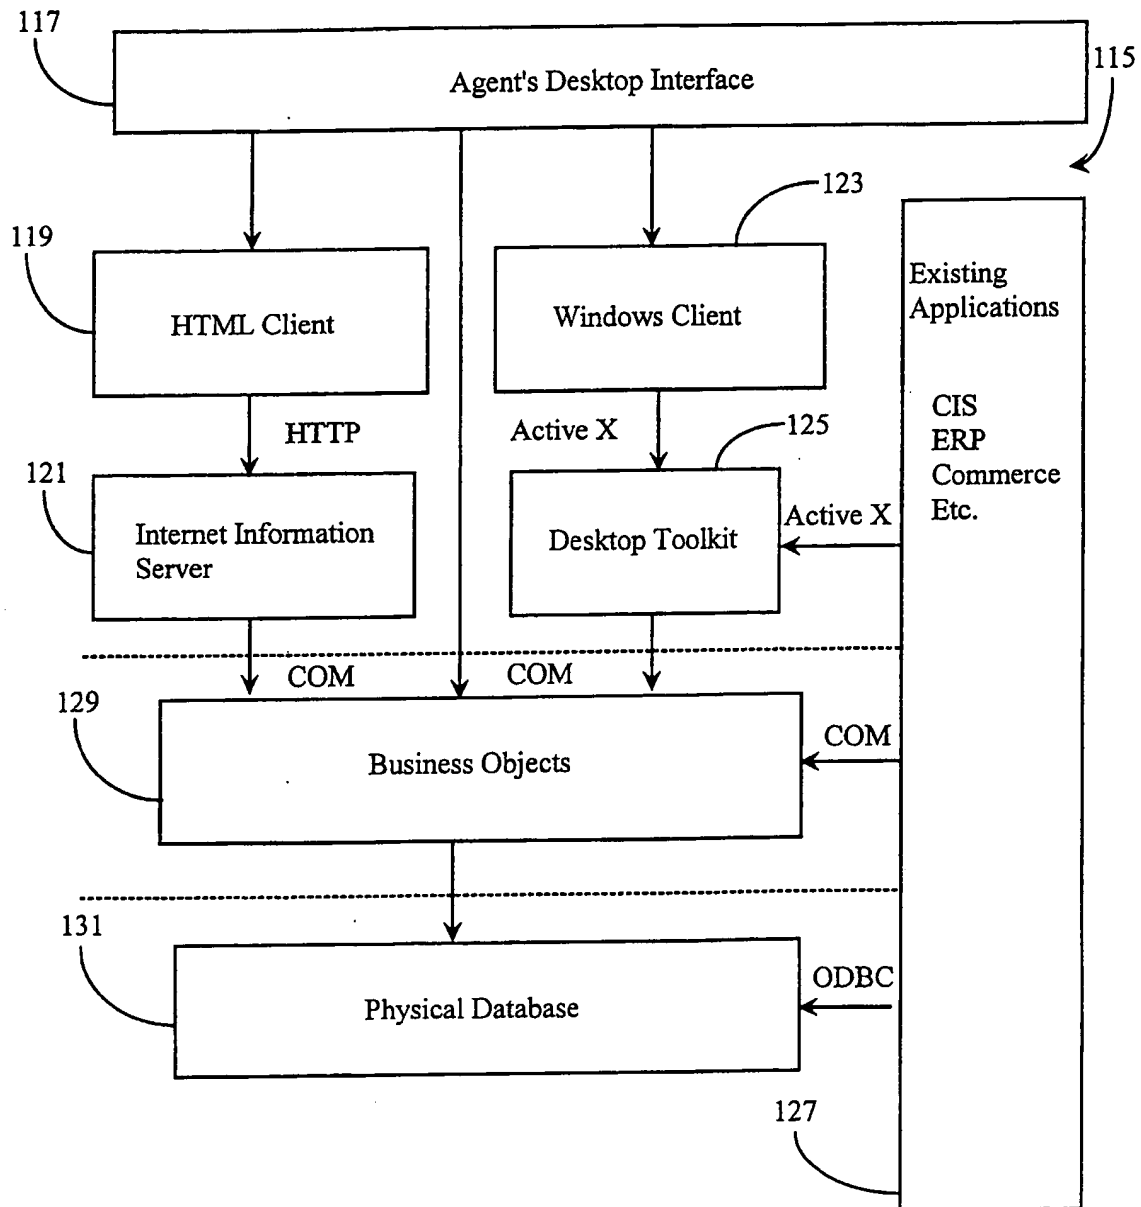 117
Agent's Desktop Interface
115
123
119
HTML Client
Windows Client
Existing
Applications
CIS
ERP
Commerce
Etc.
HTTP
Active X
125
121
Internet Information
Server
Desktop Toolkit
Active X
COM
COM
129
Business Objects
COM
131
Physical Database
ODBC
127